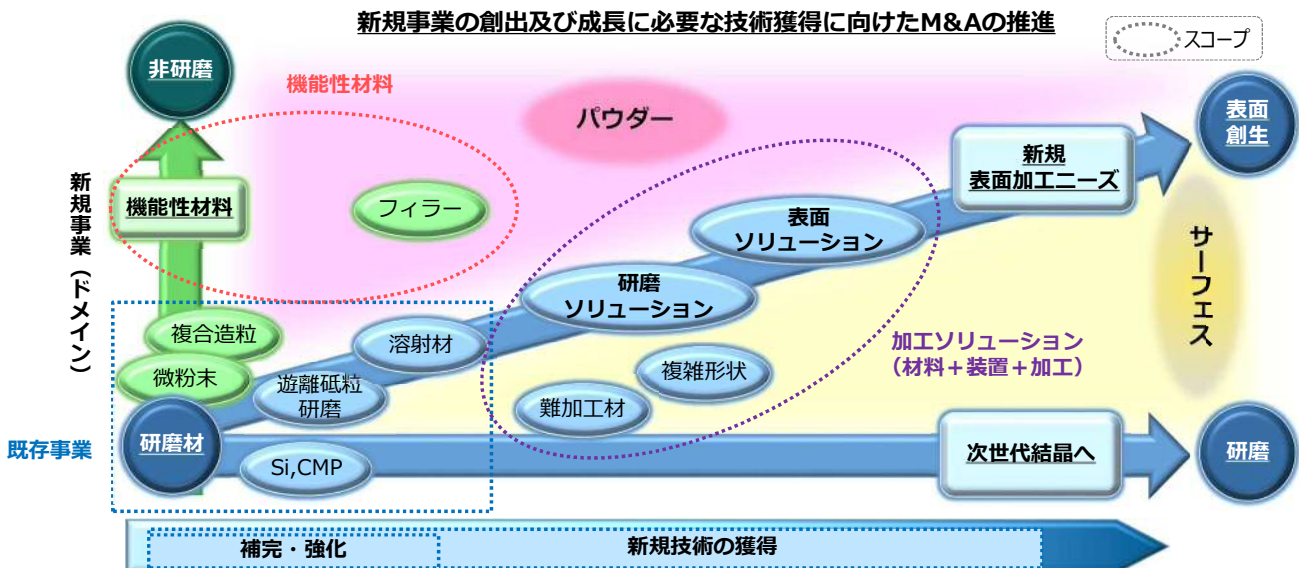 新規事業の創出及び成長に必要な技術獲得に向けたM&Aの推進
スコープ
非研磨
機能性材料
パウダー
表面
創生
新規
表面加工ニーズ
新規事業（ドメイン）
機能性材料
フィラー
表面
ソリューション
サーフェス
研磨
ソリューション
複合造粒
溶射材
加工ソリューション
（材料＋装置＋加工）
微粉末
遊離砥粒
研磨
複雑形状
難加工材
既存事業
研磨材
Si,CMP
次世代結晶へ
研磨
補完・強化
新規技術の獲得